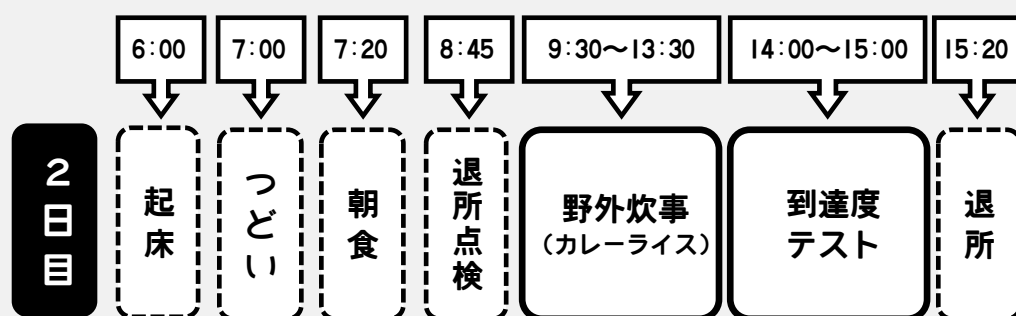 6:00
7:00
7:20
8:45
9:30〜13:30
14:00〜15:00
15:20
2日目
起床
つどい
朝食
退所点検
野外炊事
（カレーライス）
到達度
テスト
退所